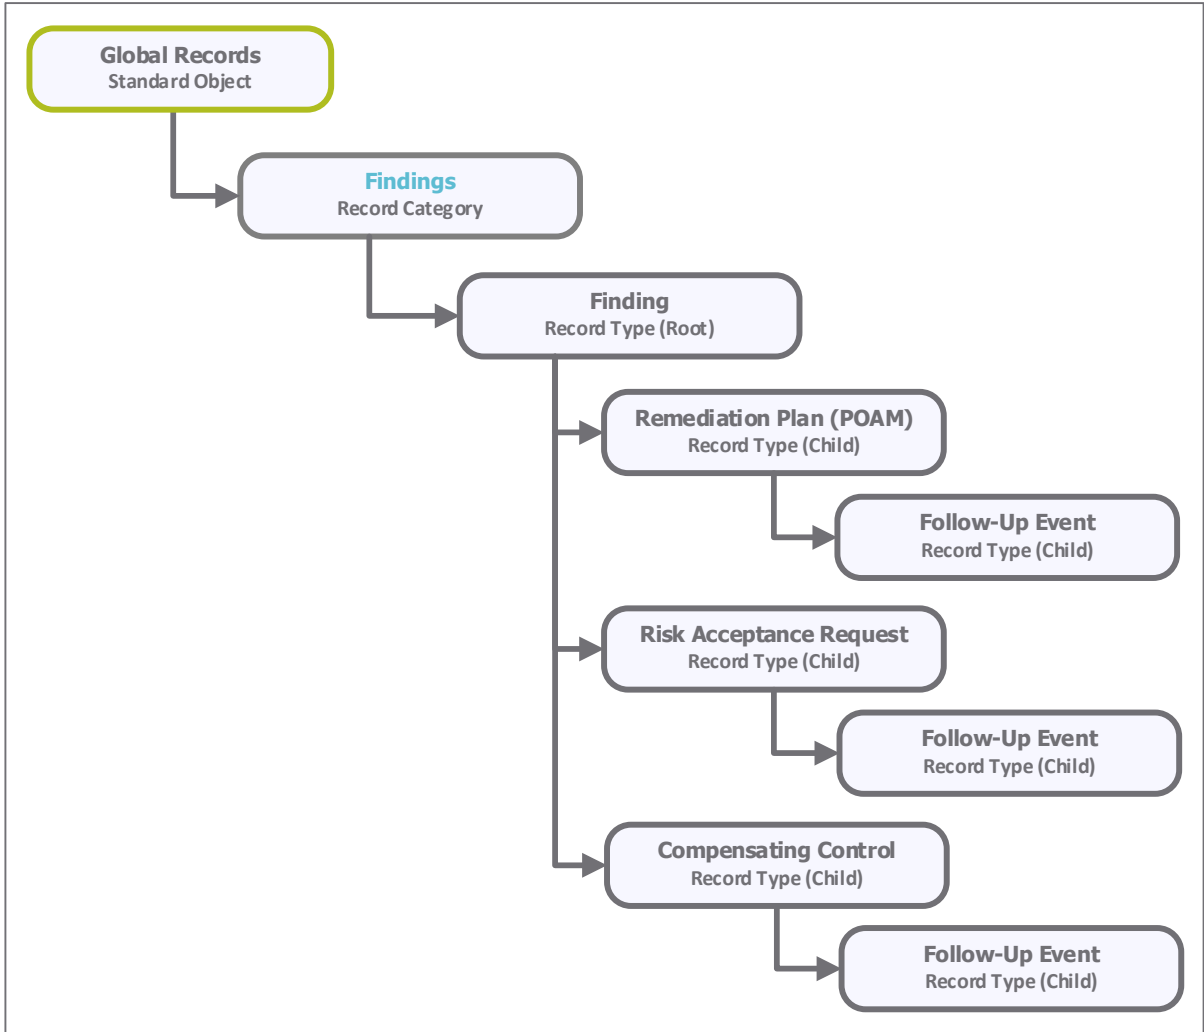 Global Records
Standard Object
Findings
Record Category
Finding
Record Type (Root)
Remediation Plan (POAM)
Record Type (Child)
Follow-Up Event
Record Type (Child)
Risk Acceptance Request
Record Type (Child)
Follow-Up Event
Record Type (Child)
Compensating Control
Record Type (Child)
Follow-Up Event
Record Type (Child)